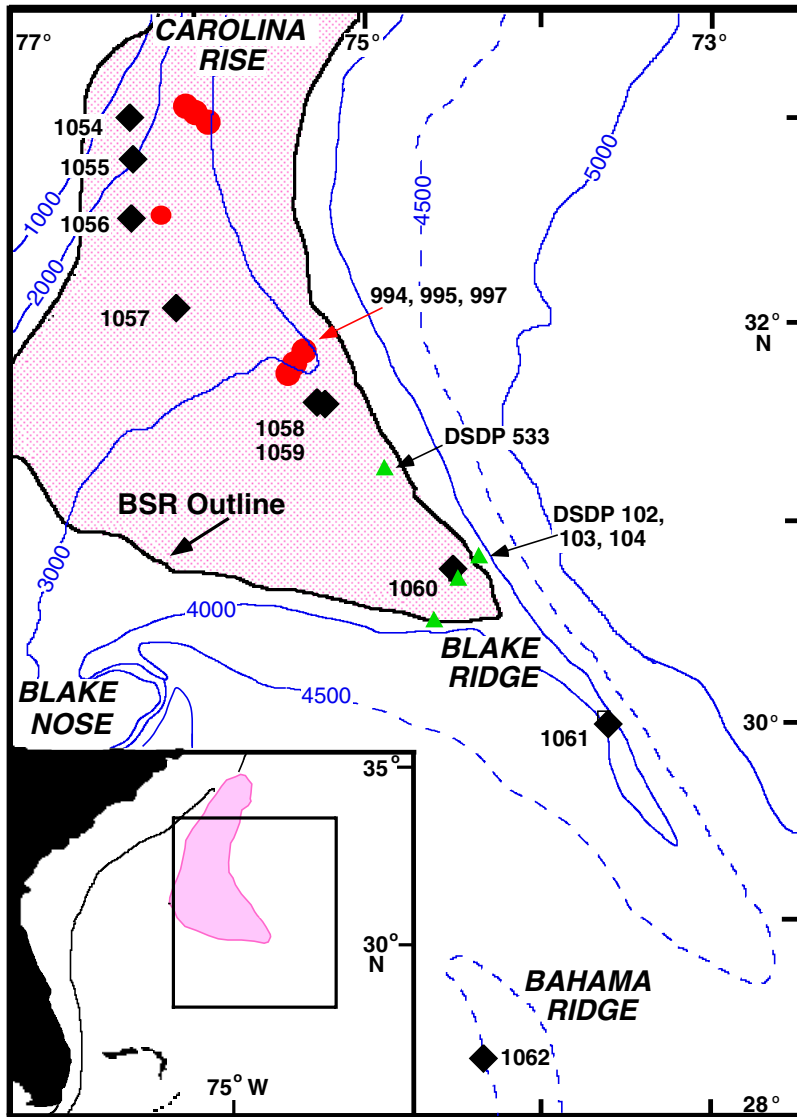 77°
CAROLINA
RISE
75°
73°
1054
1055
1056
1057
1000
2000
4500
5000
994, 995, 997
32°
N
1058
1059
DSDP 533
BSR Outline
DSDP 102,
103, 104
3000
1060
4000
BLAKE
RIDGE
BLAKE
NOSE
4500
1061
30°
35°
30°
N
75° W
BAHAMA
RIDGE
1062
28°